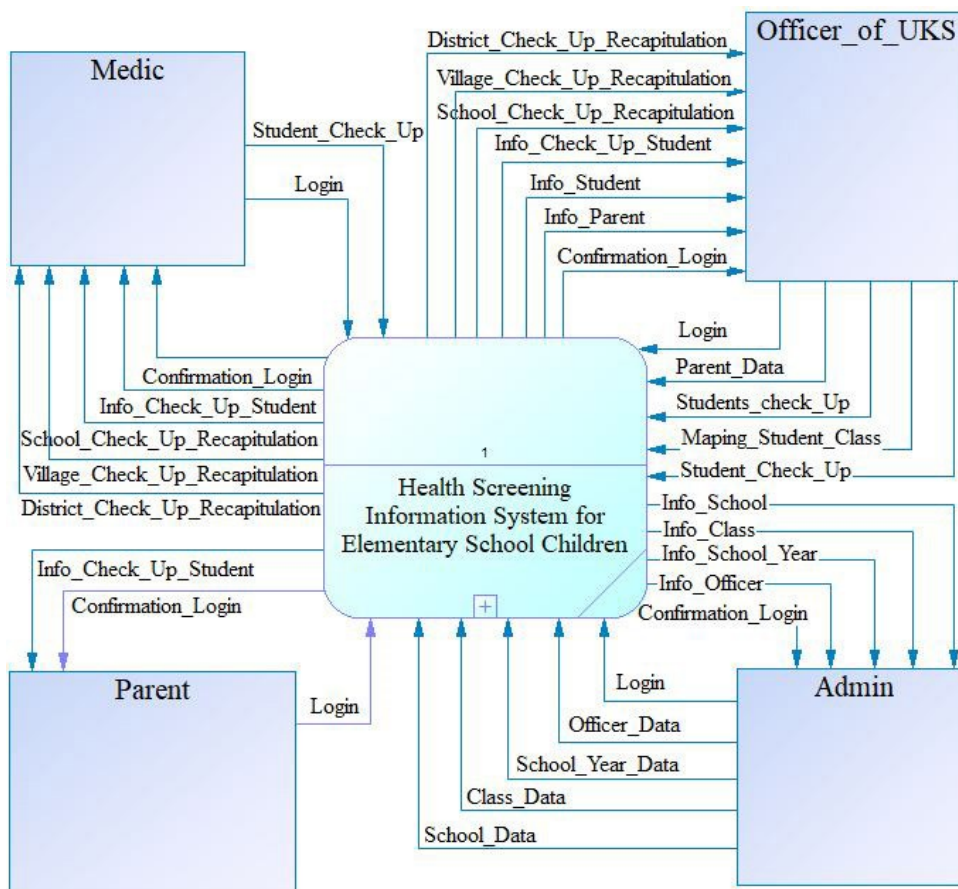 Medic
Student_Check_Up
Login
District_Check_Up_Recapitulation
Village_Check_Up_Recapitulation
School_Check_Up_Recapitulation
Info_Check_Up_Student
Info_Student
Info_Parent
Confirmation_Login
Officer_of_UKS
Login
Parent_Data
Students_check_Up
Maping_Student_Class
Student_Check_Up
Confirmation_Login
Info_Check_Up_Student
School_Check_Up_Recapitulation
Village_Check_Up_Recapitulation
District_Check_Up_Recapitulation
1
Health Screening
Information System for
Elementary School Children
Info_School
Info_Class
Info_School_Year
Info_Officer
Confirmation_Login
Info_Check_Up_Student
Confirmation_Login
Parent
Login
Admin
Login
Officer_Data
School_Year_Data
Class_Data
School_Data